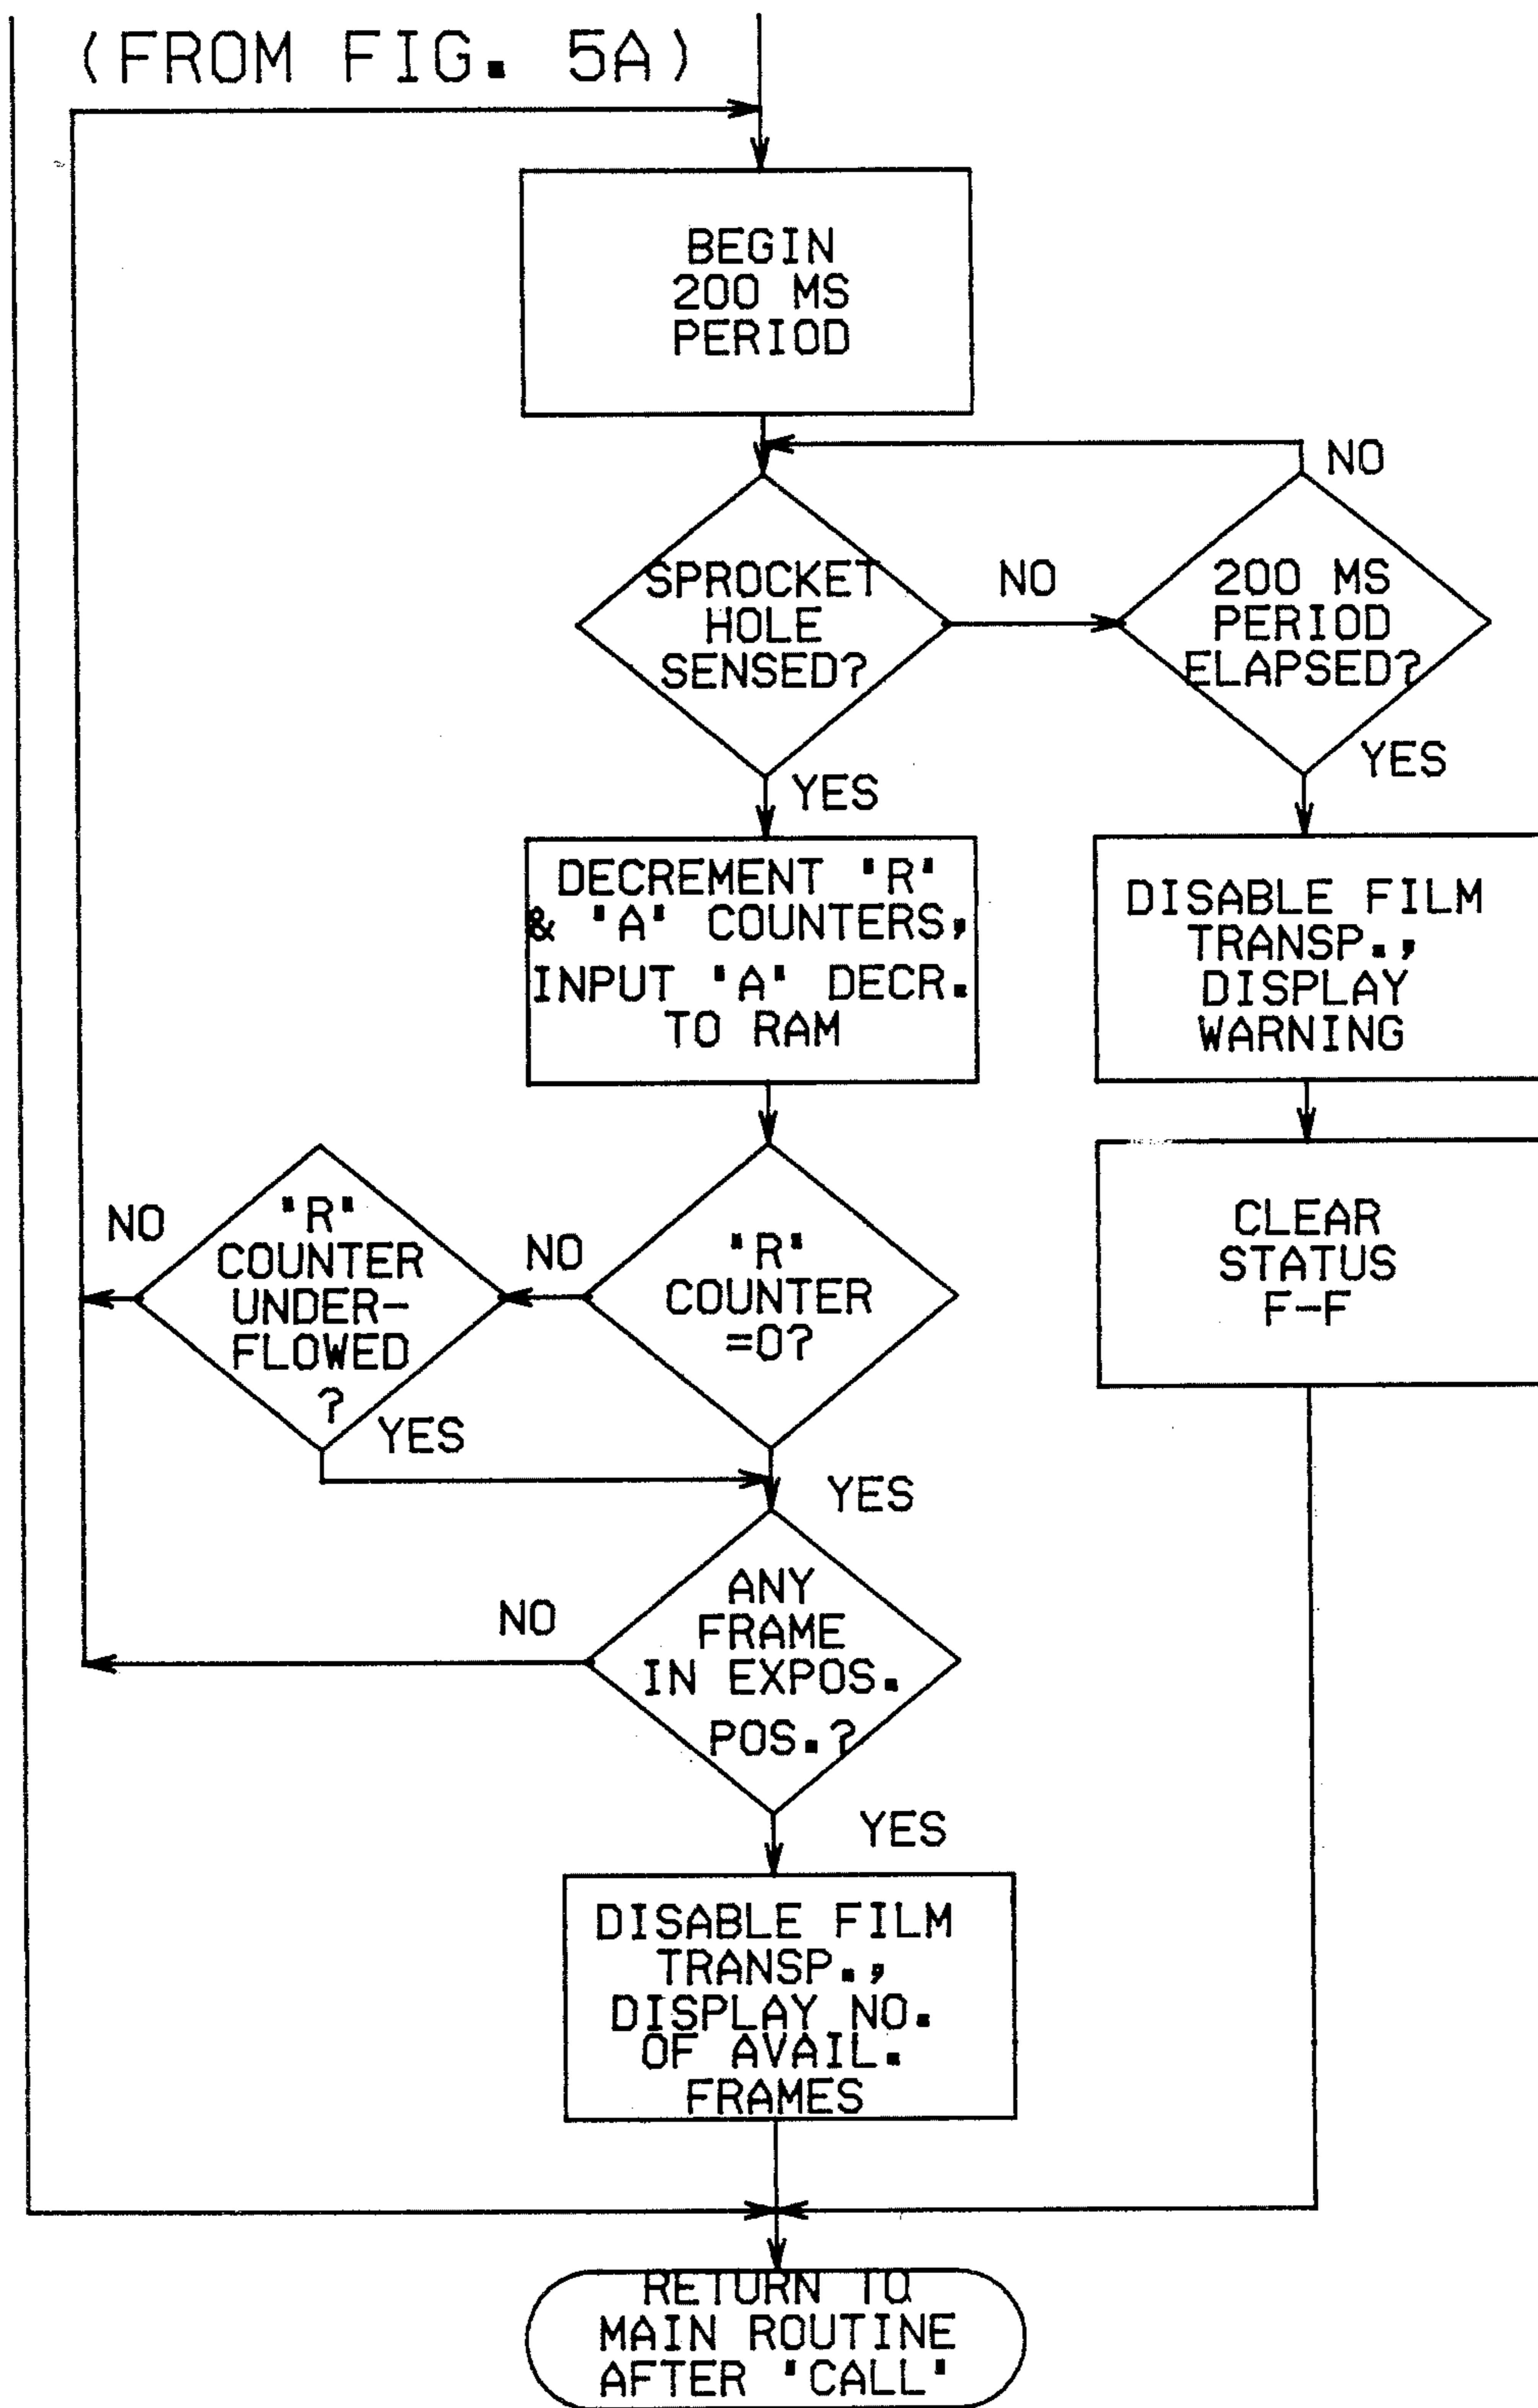 (FROM FIG. 5A)
BEGIN
200 MS
PERIOD
NO
SPROCKET
HOLE
SENSED?
NO
200 MS
PERIOD
ELAPSED?
YES
YES
DECREMENT "R"
& "A" COUNTERS,
INPUT "A" DECR.
TO RAM
DISABLE FILM
TRANSP.,
DISPLAY
WARNING
NO
"R"
COUNTER
UNDER-
FLOWED
?
NO
"R"
COUNTER
=0?
CLEAR
STATUS
F-F
YES
YES
NO
ANY
FRAME
IN EXPOS.
POS.?
YES
DISABLE FILM
TRANSP.,
DISPLAY NO.
OF AVAIL.
FRAMES
RETURN TO
MAIN ROUTINE
AFTER "CALL"